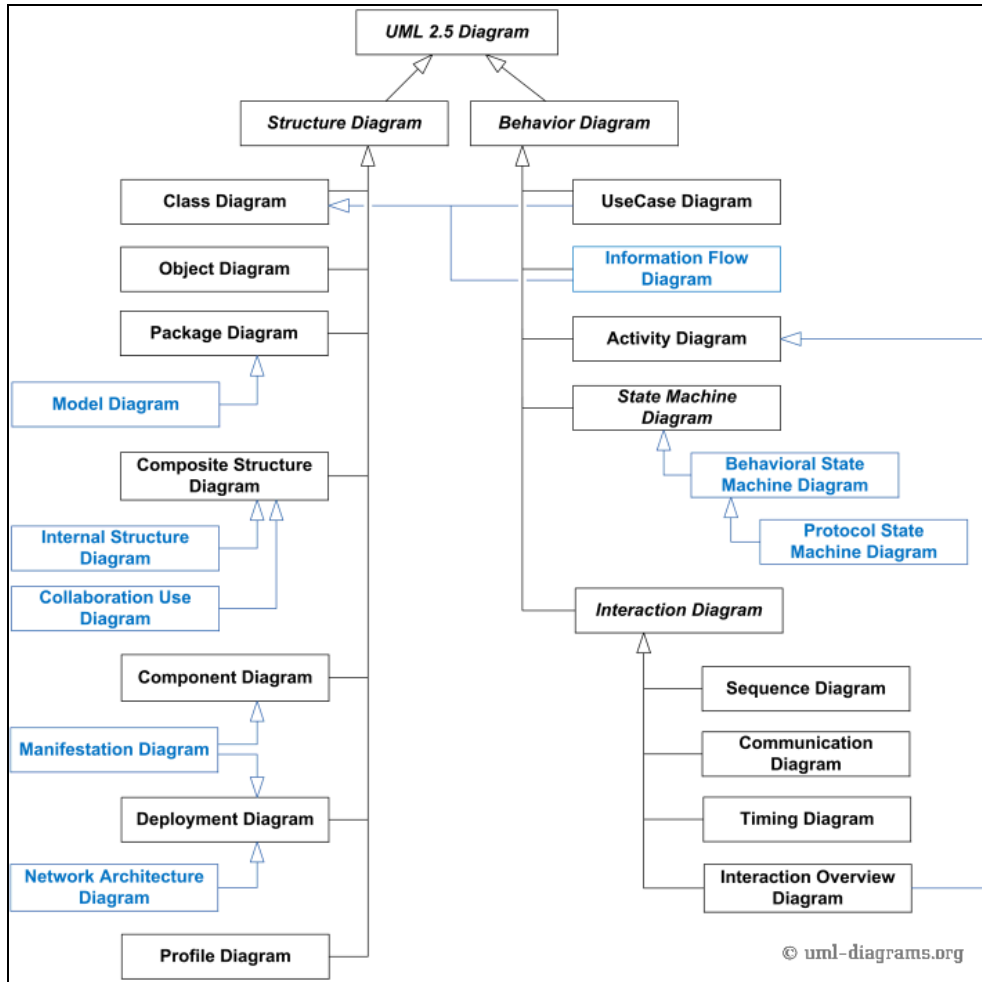 UML 2.5 Diagram
Structure Diagram
Behavior Diagram
Class Diagram
UseCase Diagram
Object Diagram
Information Flow
Diagram
Package Diagram
Activity Diagram
Model Diagram
State Machine
Diagram
Composite Structure
Diagram
Behavioral State
Machine Diagram
Internal Structure
Diagram
Protocol State
Machine Diagram
Collaboration Use
Diagram
Interaction Diagram
Component Diagram
Sequence Diagram
Manifestation Diagram
Communication
Diagram
Deployment Diagram
Timing Diagram
Network Architecture
Diagram
Interaction Overview
Diagram
Profile Diagram
© uml-diagrams.org